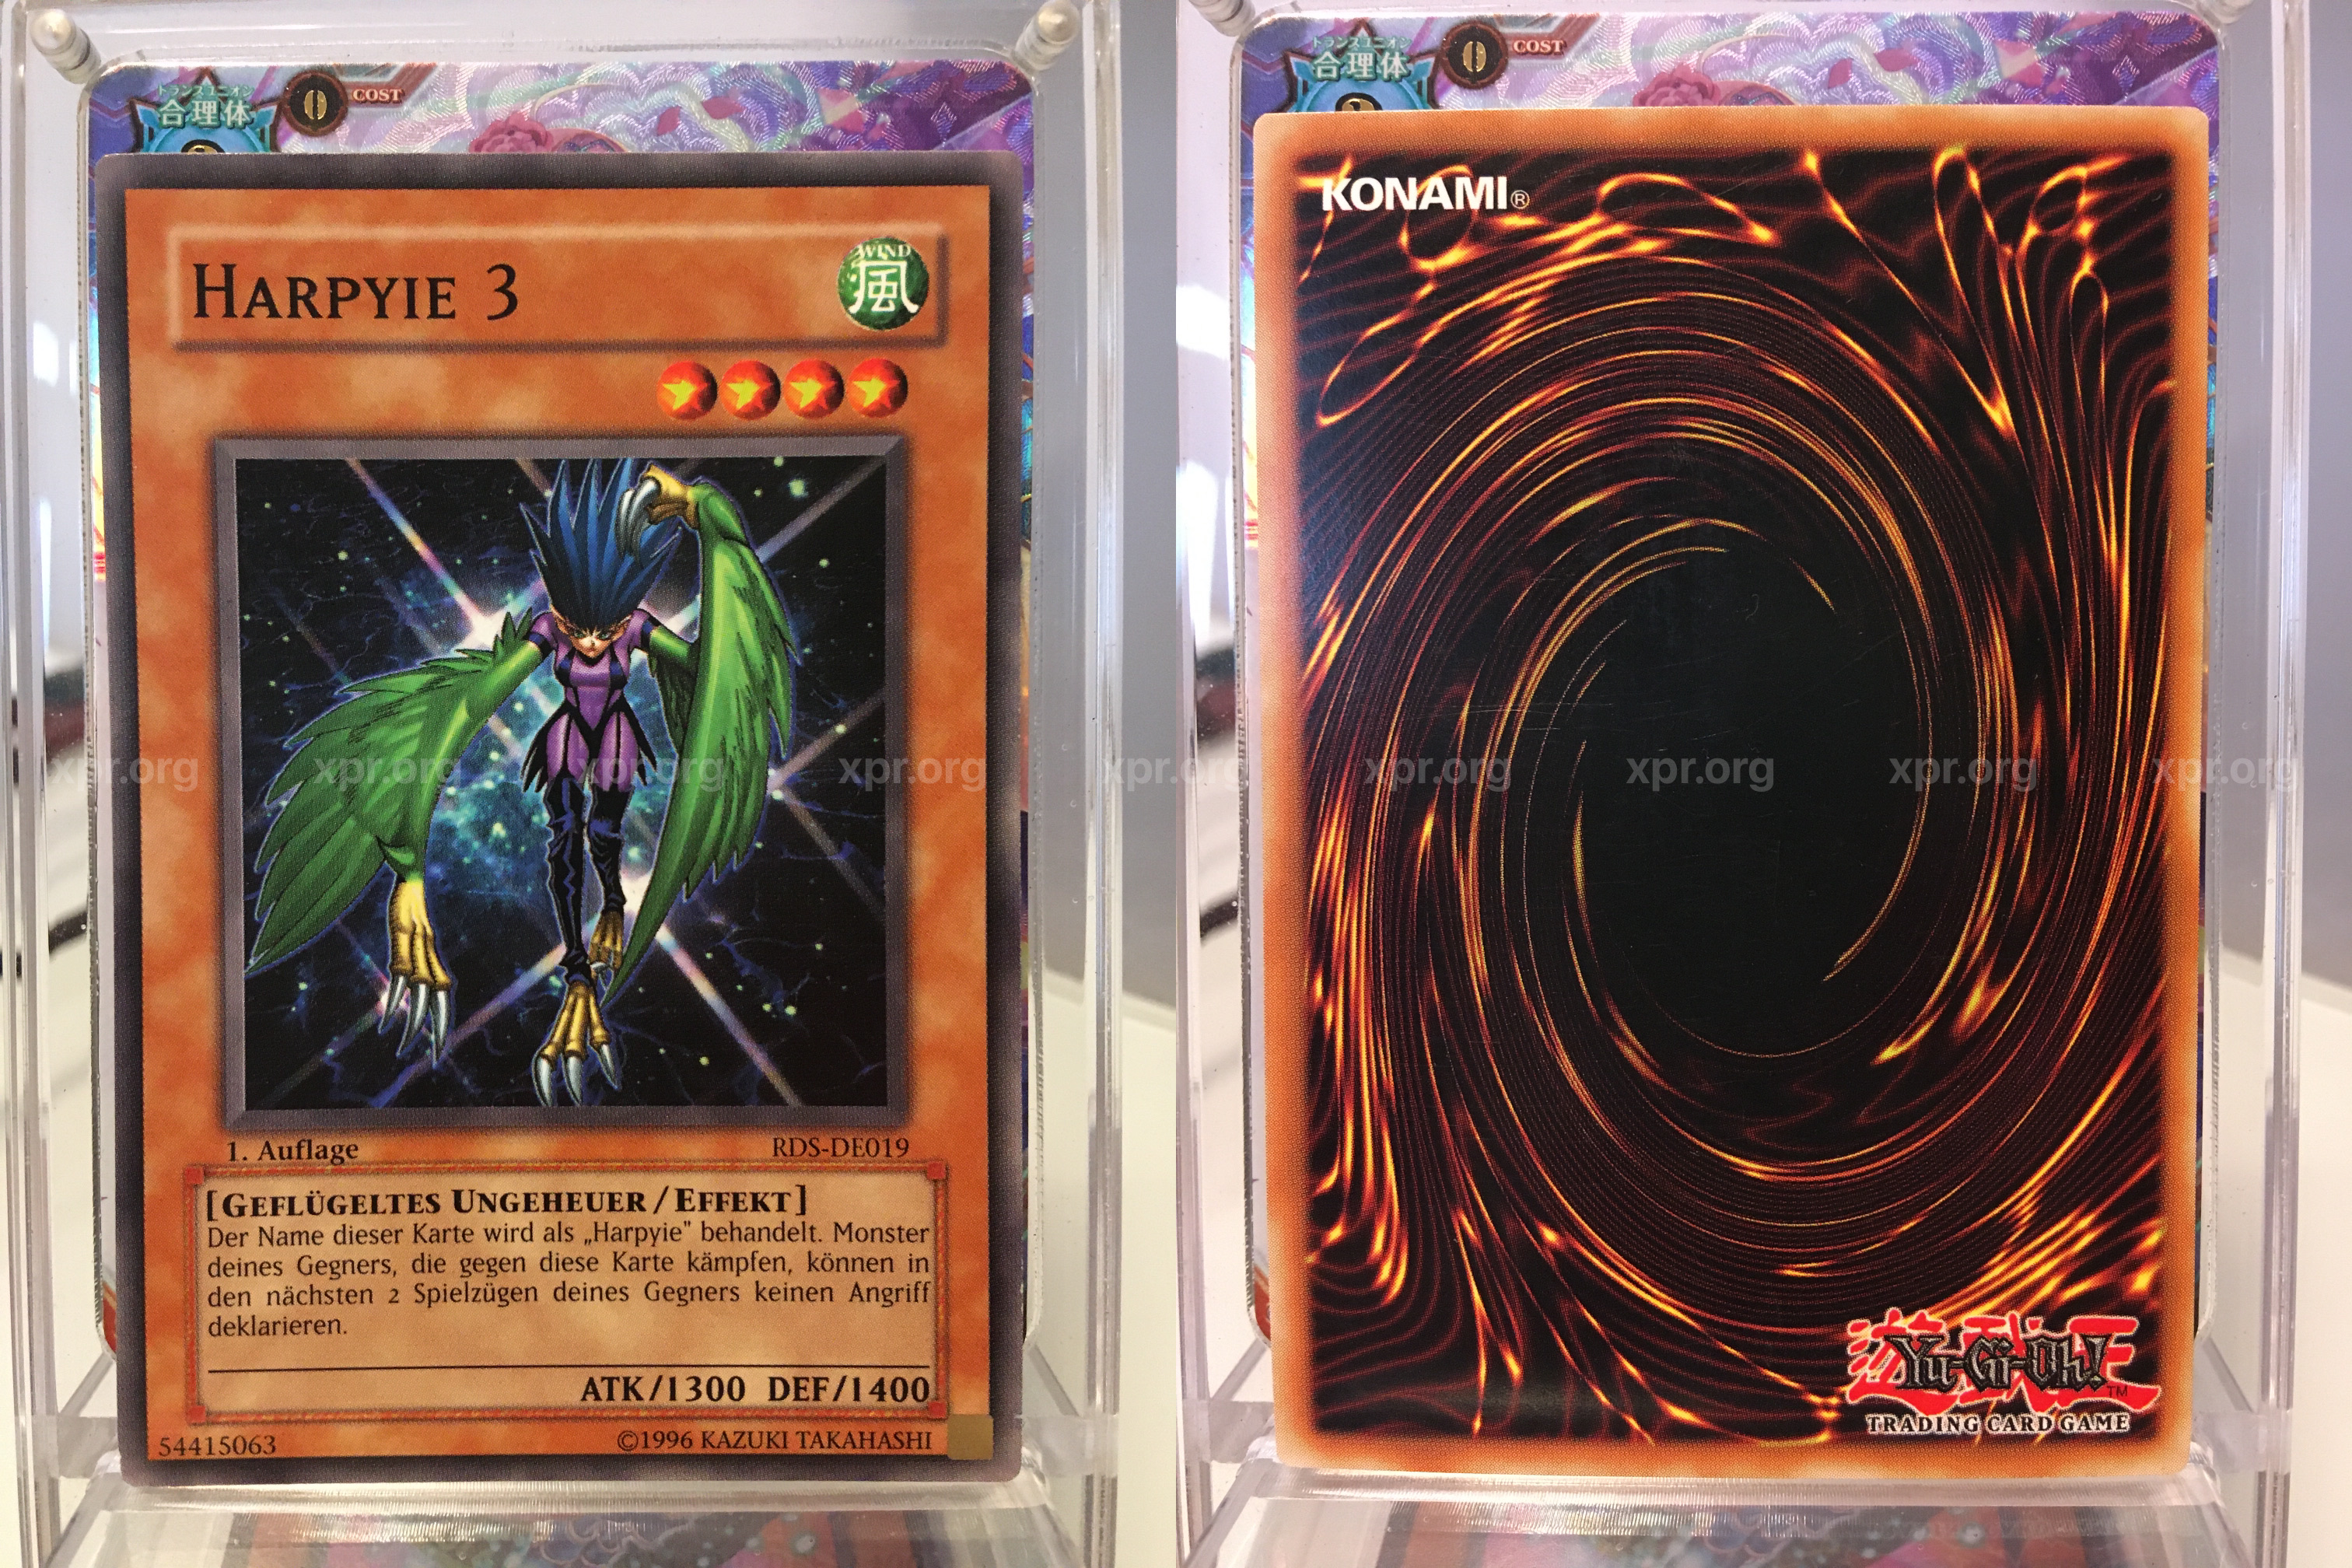 トランスユニオン
合理体
0 COST
HARPYIE 3
WIND
風
1. Auflage
RDS-DE019
[GEFLÜGELTES UNGEHEUER / EFFEKT]
Der Name dieser Karte wird als „Harpyie" behandelt. Monster
deines Gegners, die gegen diese Karte kämpfen, können in
den nächsten 2 Spielzügen deines Gegners keinen Angriff
deklarieren.
ATK/1300 DEF/1400
54415063
©1996 KAZUKI TAKAHASHI
トランスユニオン
合理体
0 COST
KONAMI®
遊戯王
Yu-Gi-Oh!™
TRADING CARD GAME
xpr.org xpr.org xpr.org xpr.org xpr.org xpr.org xpr.org xpr.org xpr.org